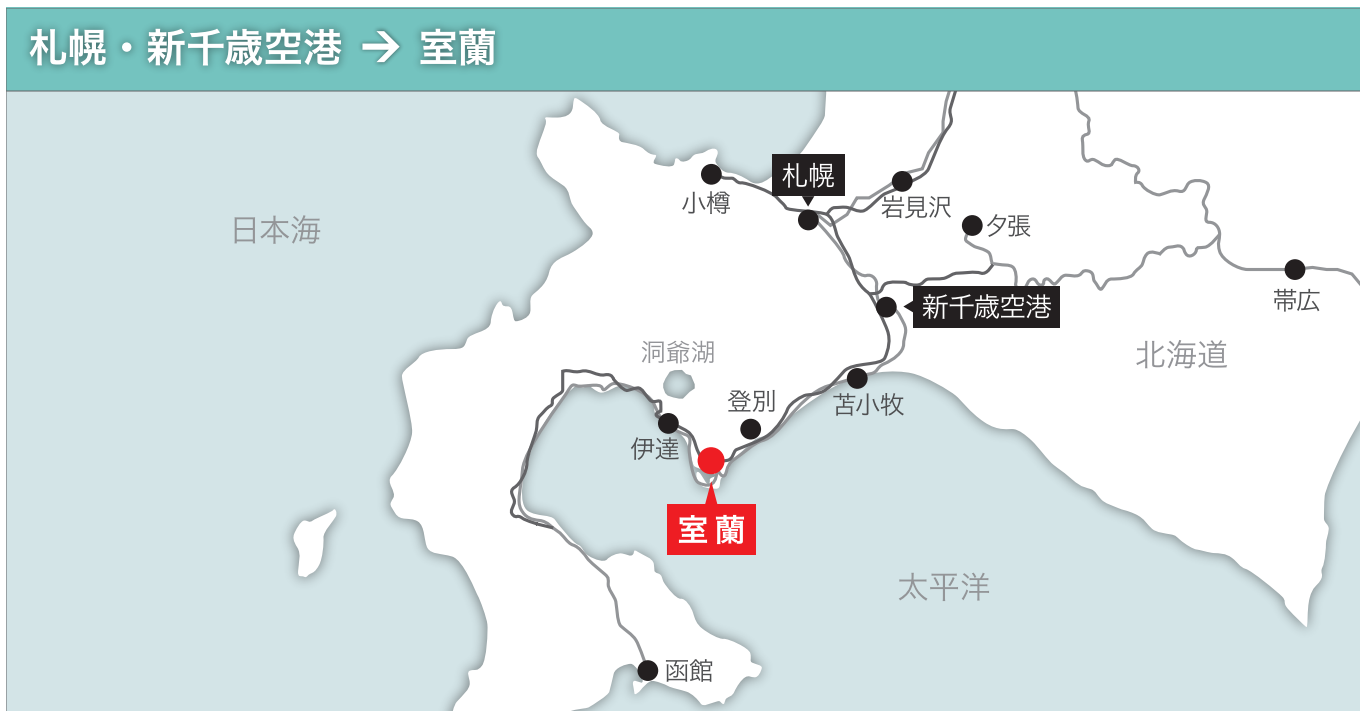 札幌・新千歳空港 → 室蘭
札幌
小樽
岩見沢
夕張
日本海
帯広
新千歳空港
洞爺湖
北海道
登別
苫小牧
伊達
室蘭
太平洋
函館